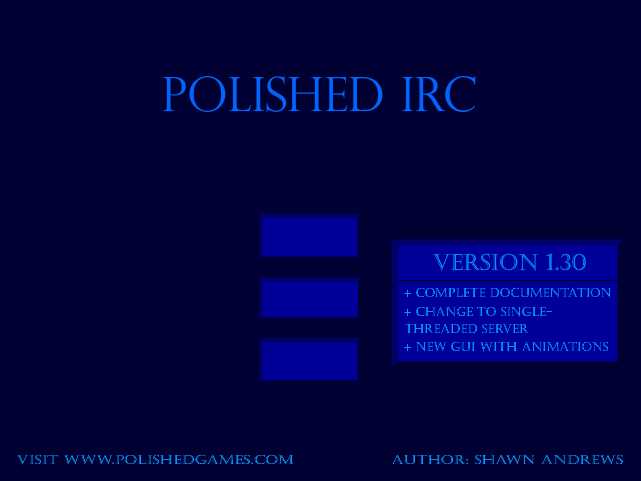 POLISHED IRC
VERSION 1.30
+ COMPLETE DOCUMENTATION
+ CHANGE TO SINGLE-
THREADED SERVER
+ NEW GUI WITH ANIMATIONS
VISIT WWW.POLISHEDGAMES.COM
AUTHOR: SHAWN ANDREWS